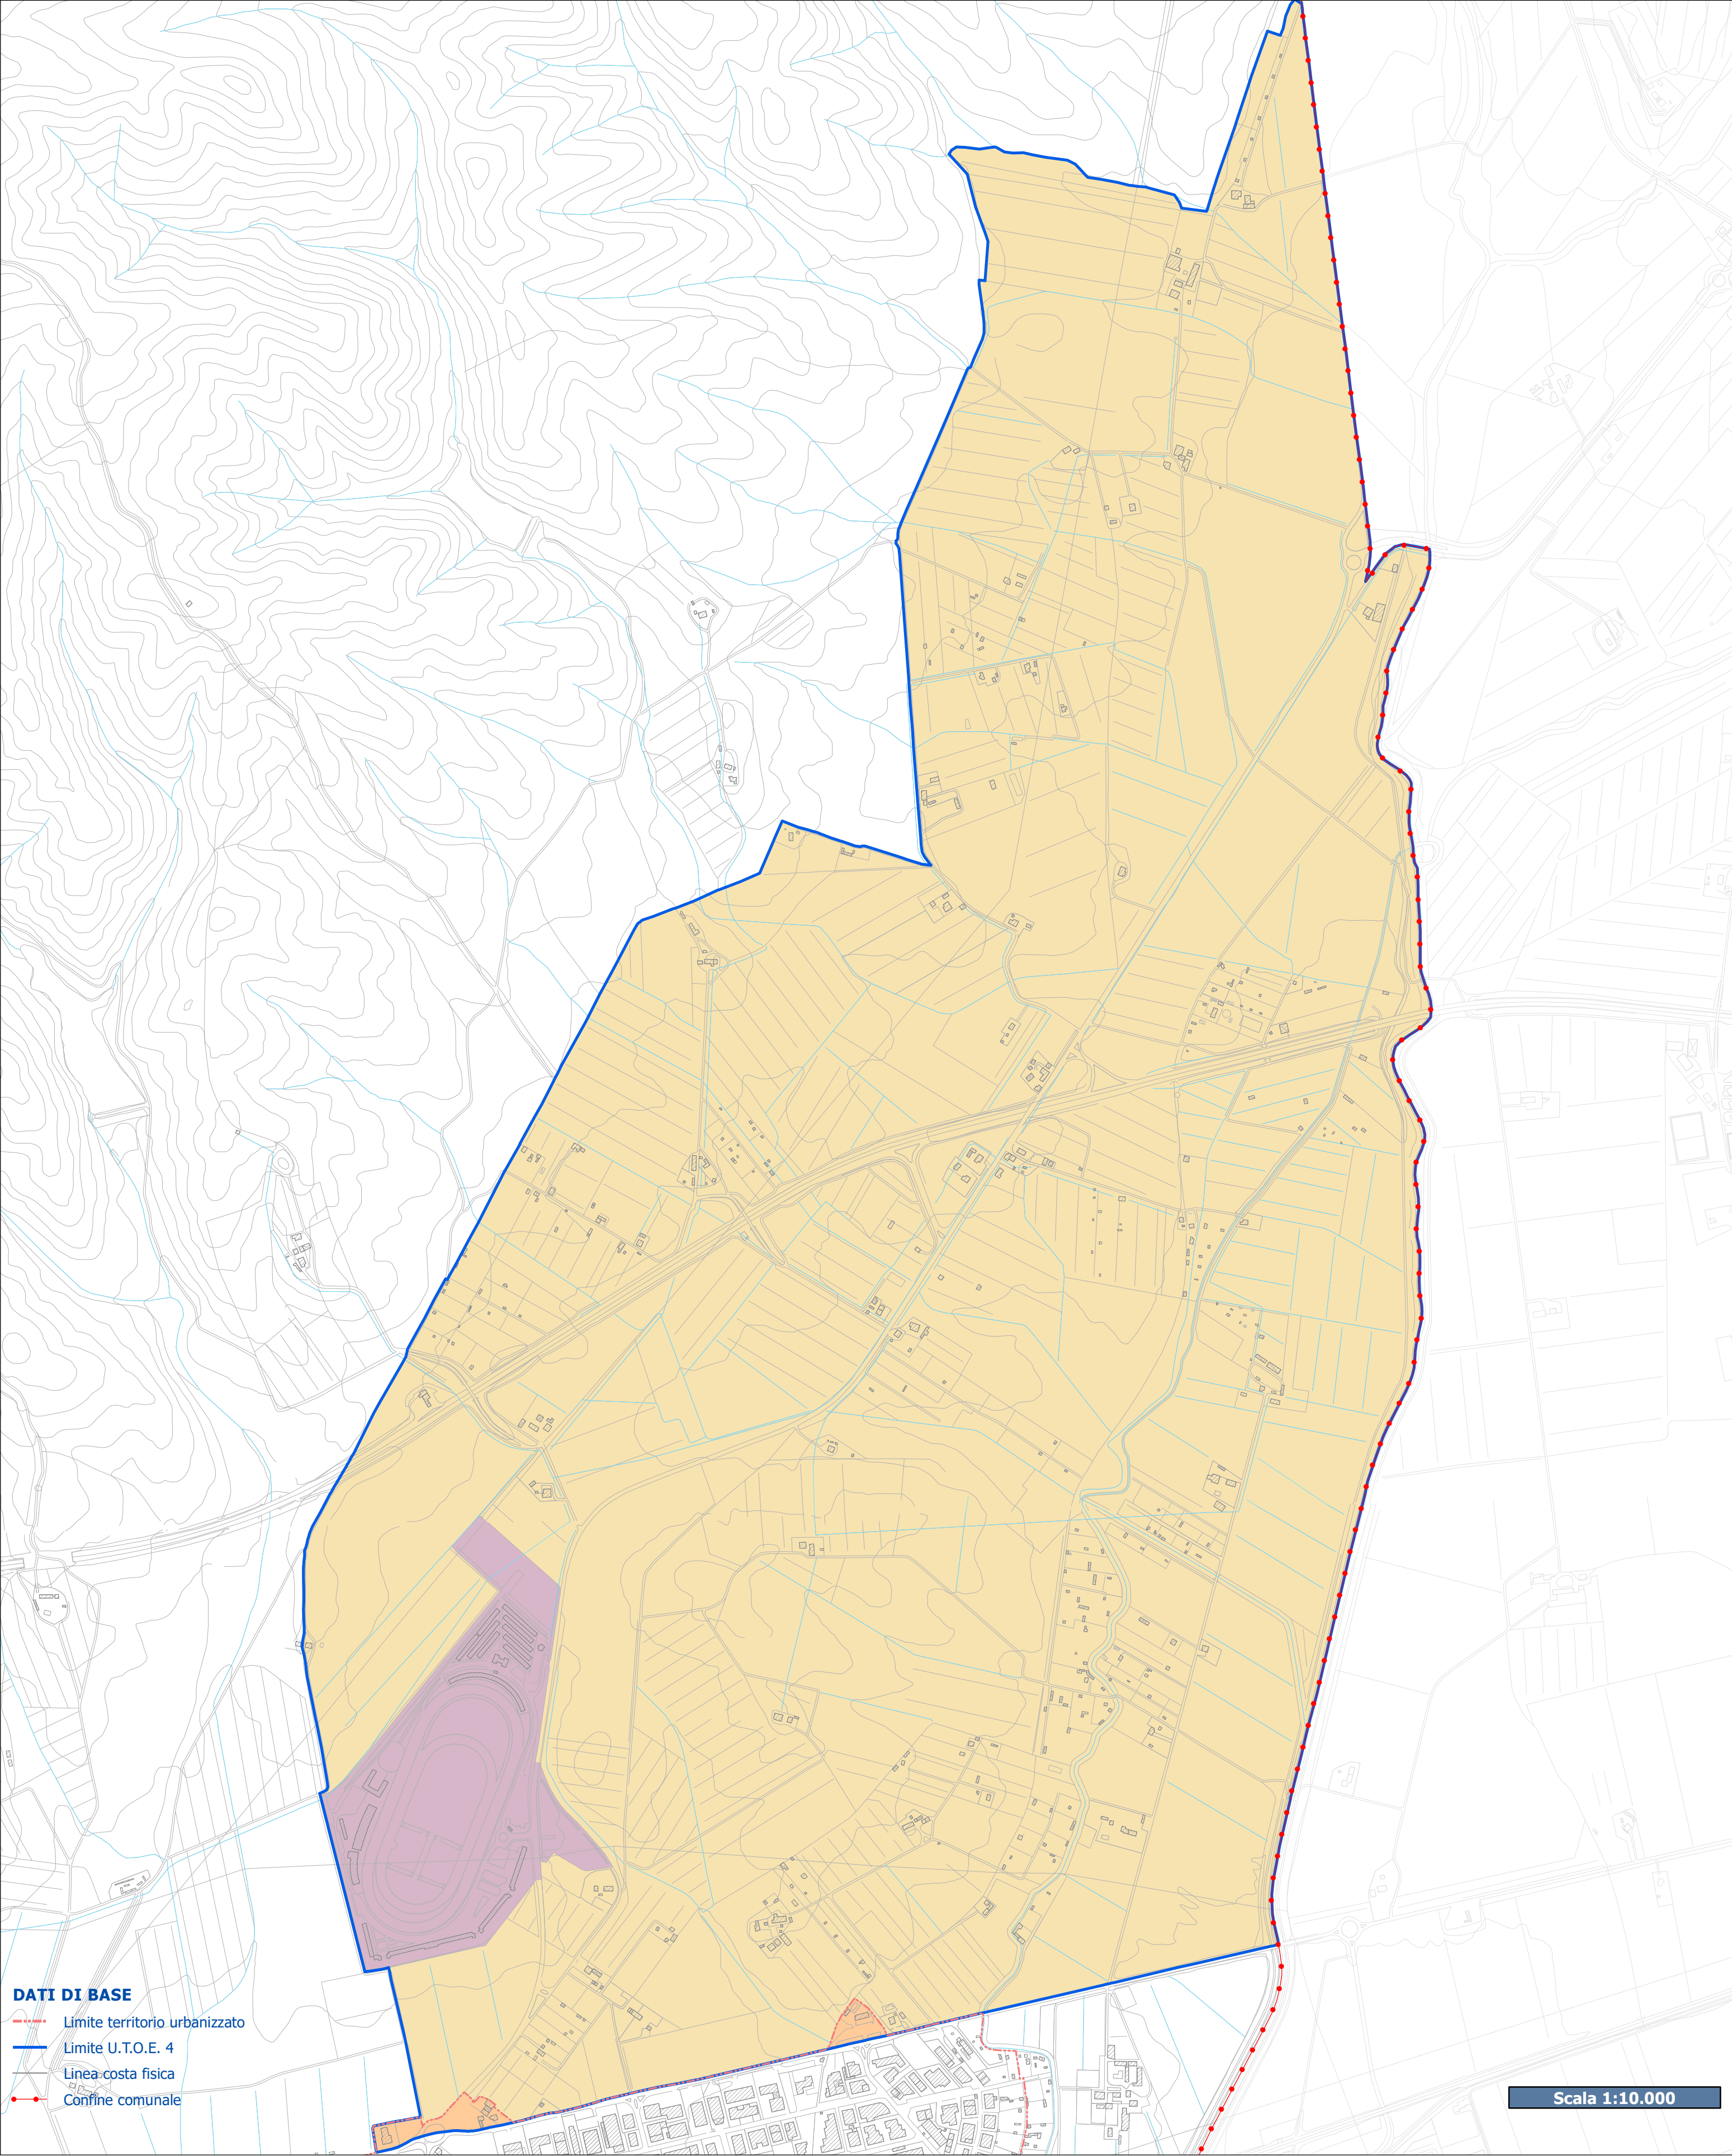 DATI DI BASE
Limite territorio urbanizzato
Limite U.T.O.E. 4
Linea costa fisica
Confine comunale
Scala 1:10.000